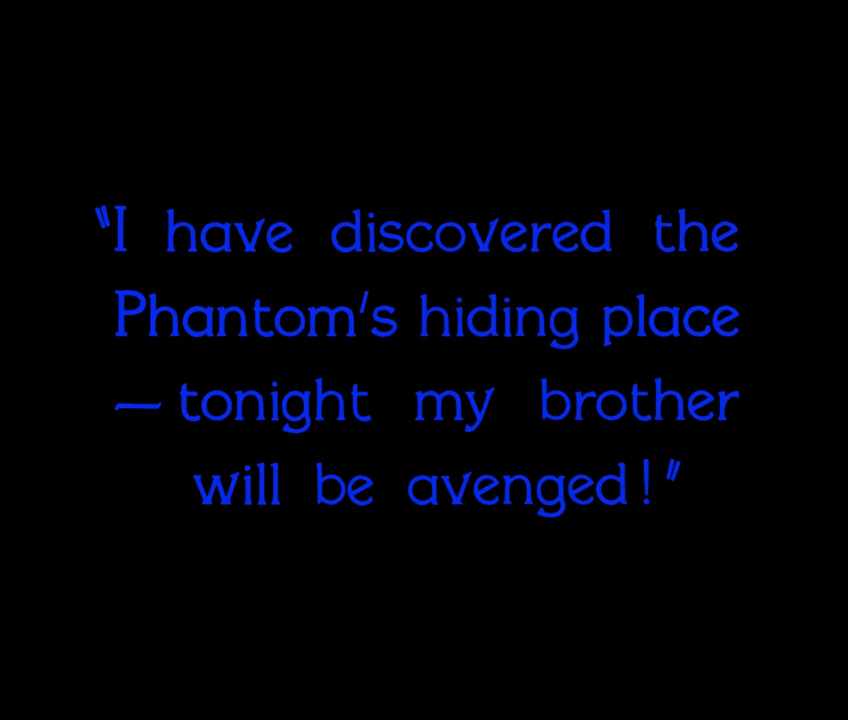 "I have discovered the
Phantom's hiding place
— tonight my brother
will be avenged!"